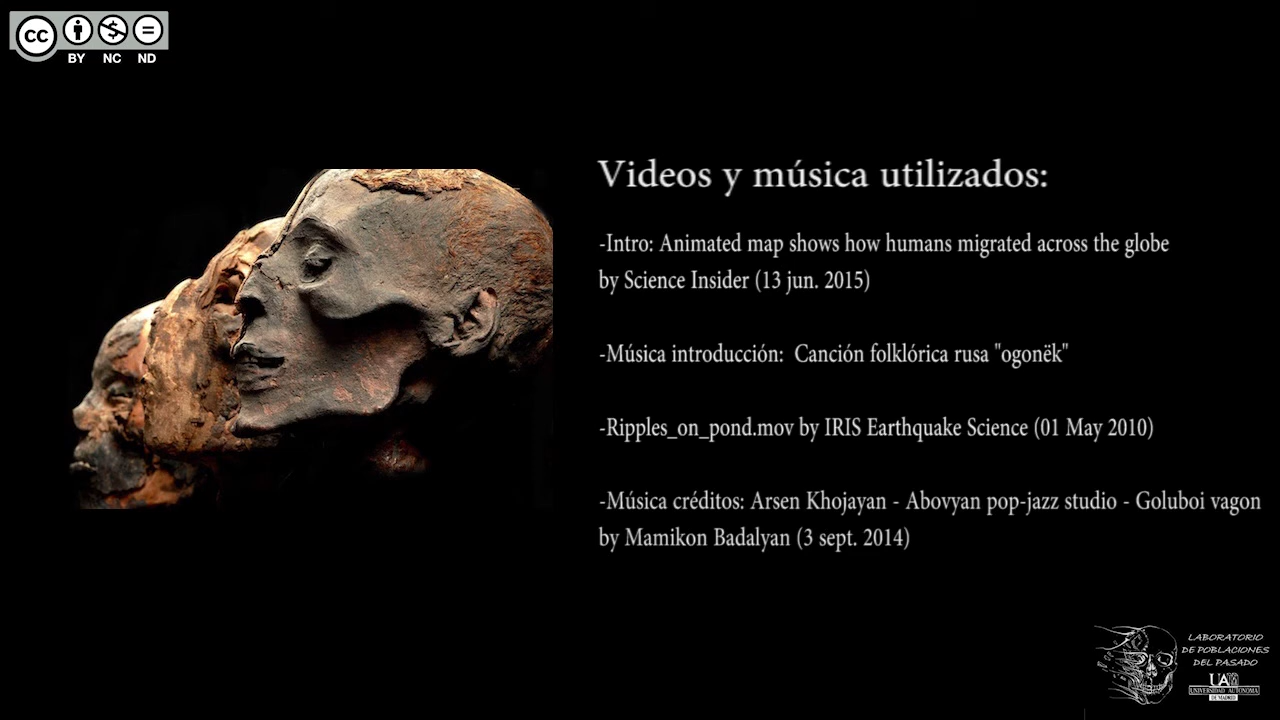 CC
BY NC ND
Videos y música utilizados:
-Intro: Animated map shows how humans migrated across the globe
by Science Insider (13 jun. 2015)
-Música introducción: Canción folklórica rusa "ogonëk"
-Ripples_on_pond.mov by IRIS Earthquake Science (01 May 2010)
-Música créditos: Arsen Khojayan - Abovyan pop-jazz studio - Goluboi vagon
by Mamikon Badalyan (3 sept. 2014)
LABORATORIO
DE POBLACIONES
DEL PASADO
UAM
UNIVERSIDAD AUTONOMA
DE MADRID